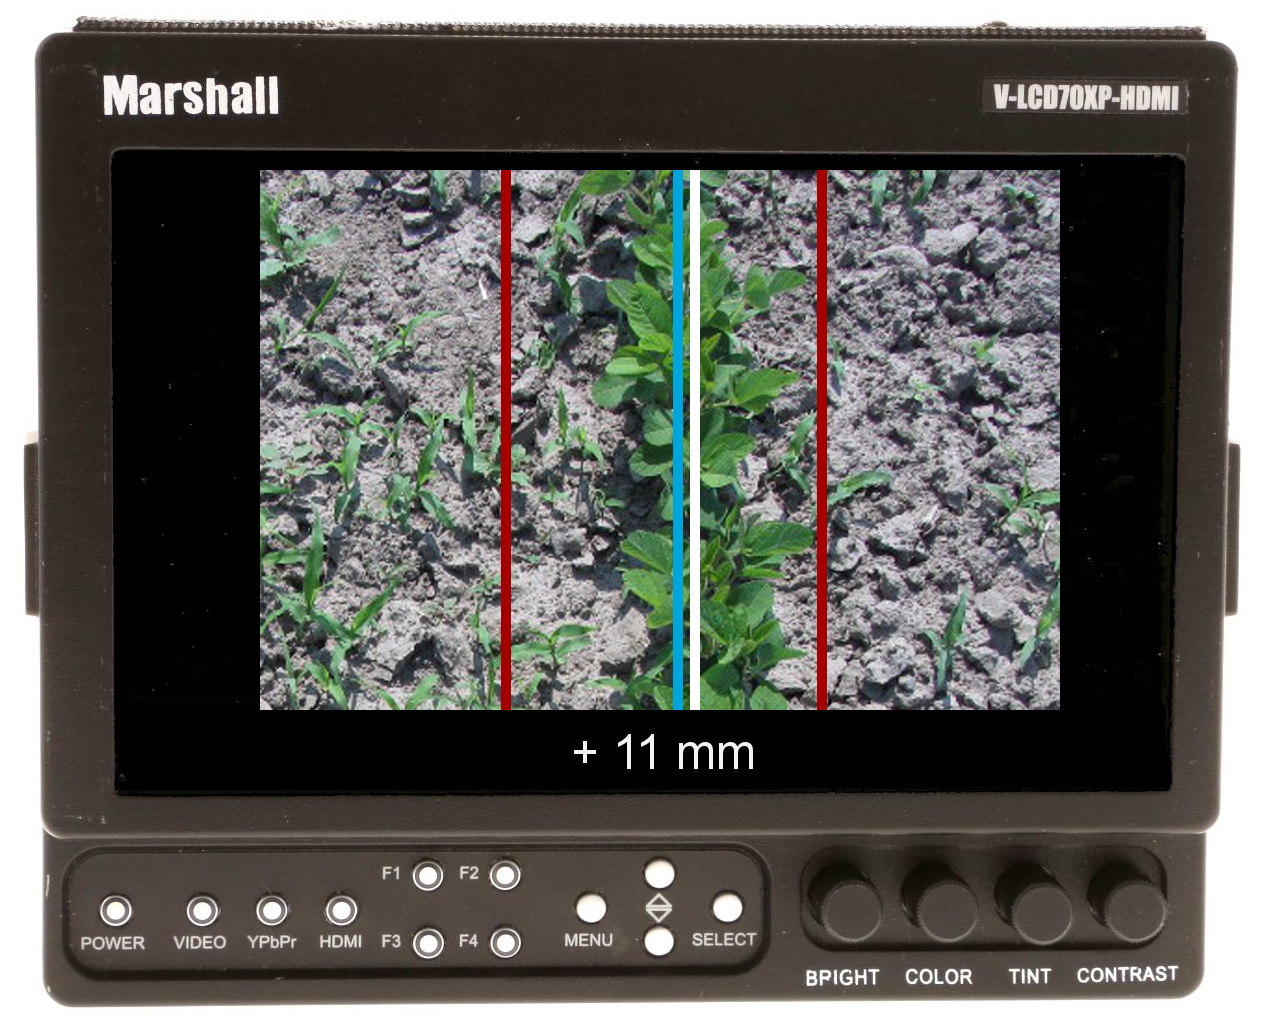 Marshall
V-LCD70XP-HDMI
+ 11 mm
F1 F2
POWER VIDEO YPbPr HDMI F3 F4 MENU SELECT
BRIGHT COLOR TINT CONTRAST